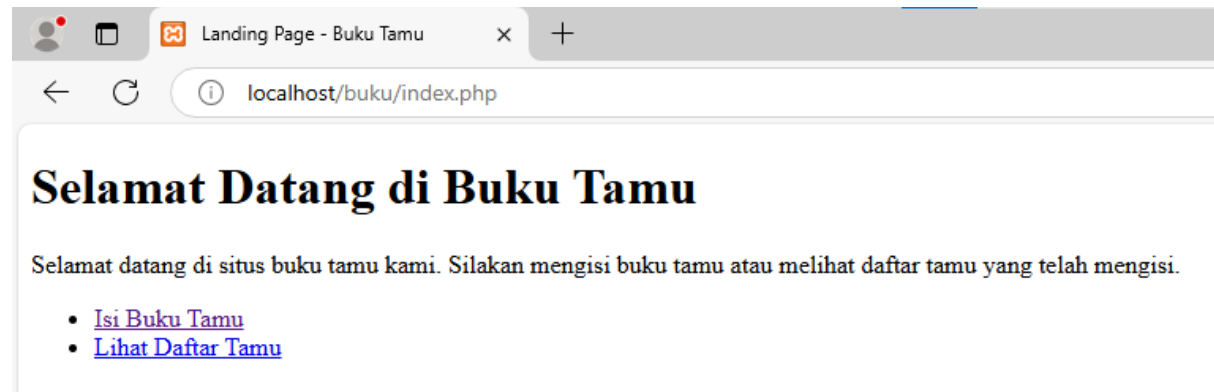 Landing Page - Buku Tamu
localhost/buku/index.php
Selamat Datang di Buku Tamu
Selamat datang di situs buku tamu kami. Silakan mengisi buku tamu atau melihat daftar tamu yang telah mengisi.
Isi Buku Tamu
Lihat Daftar Tamu